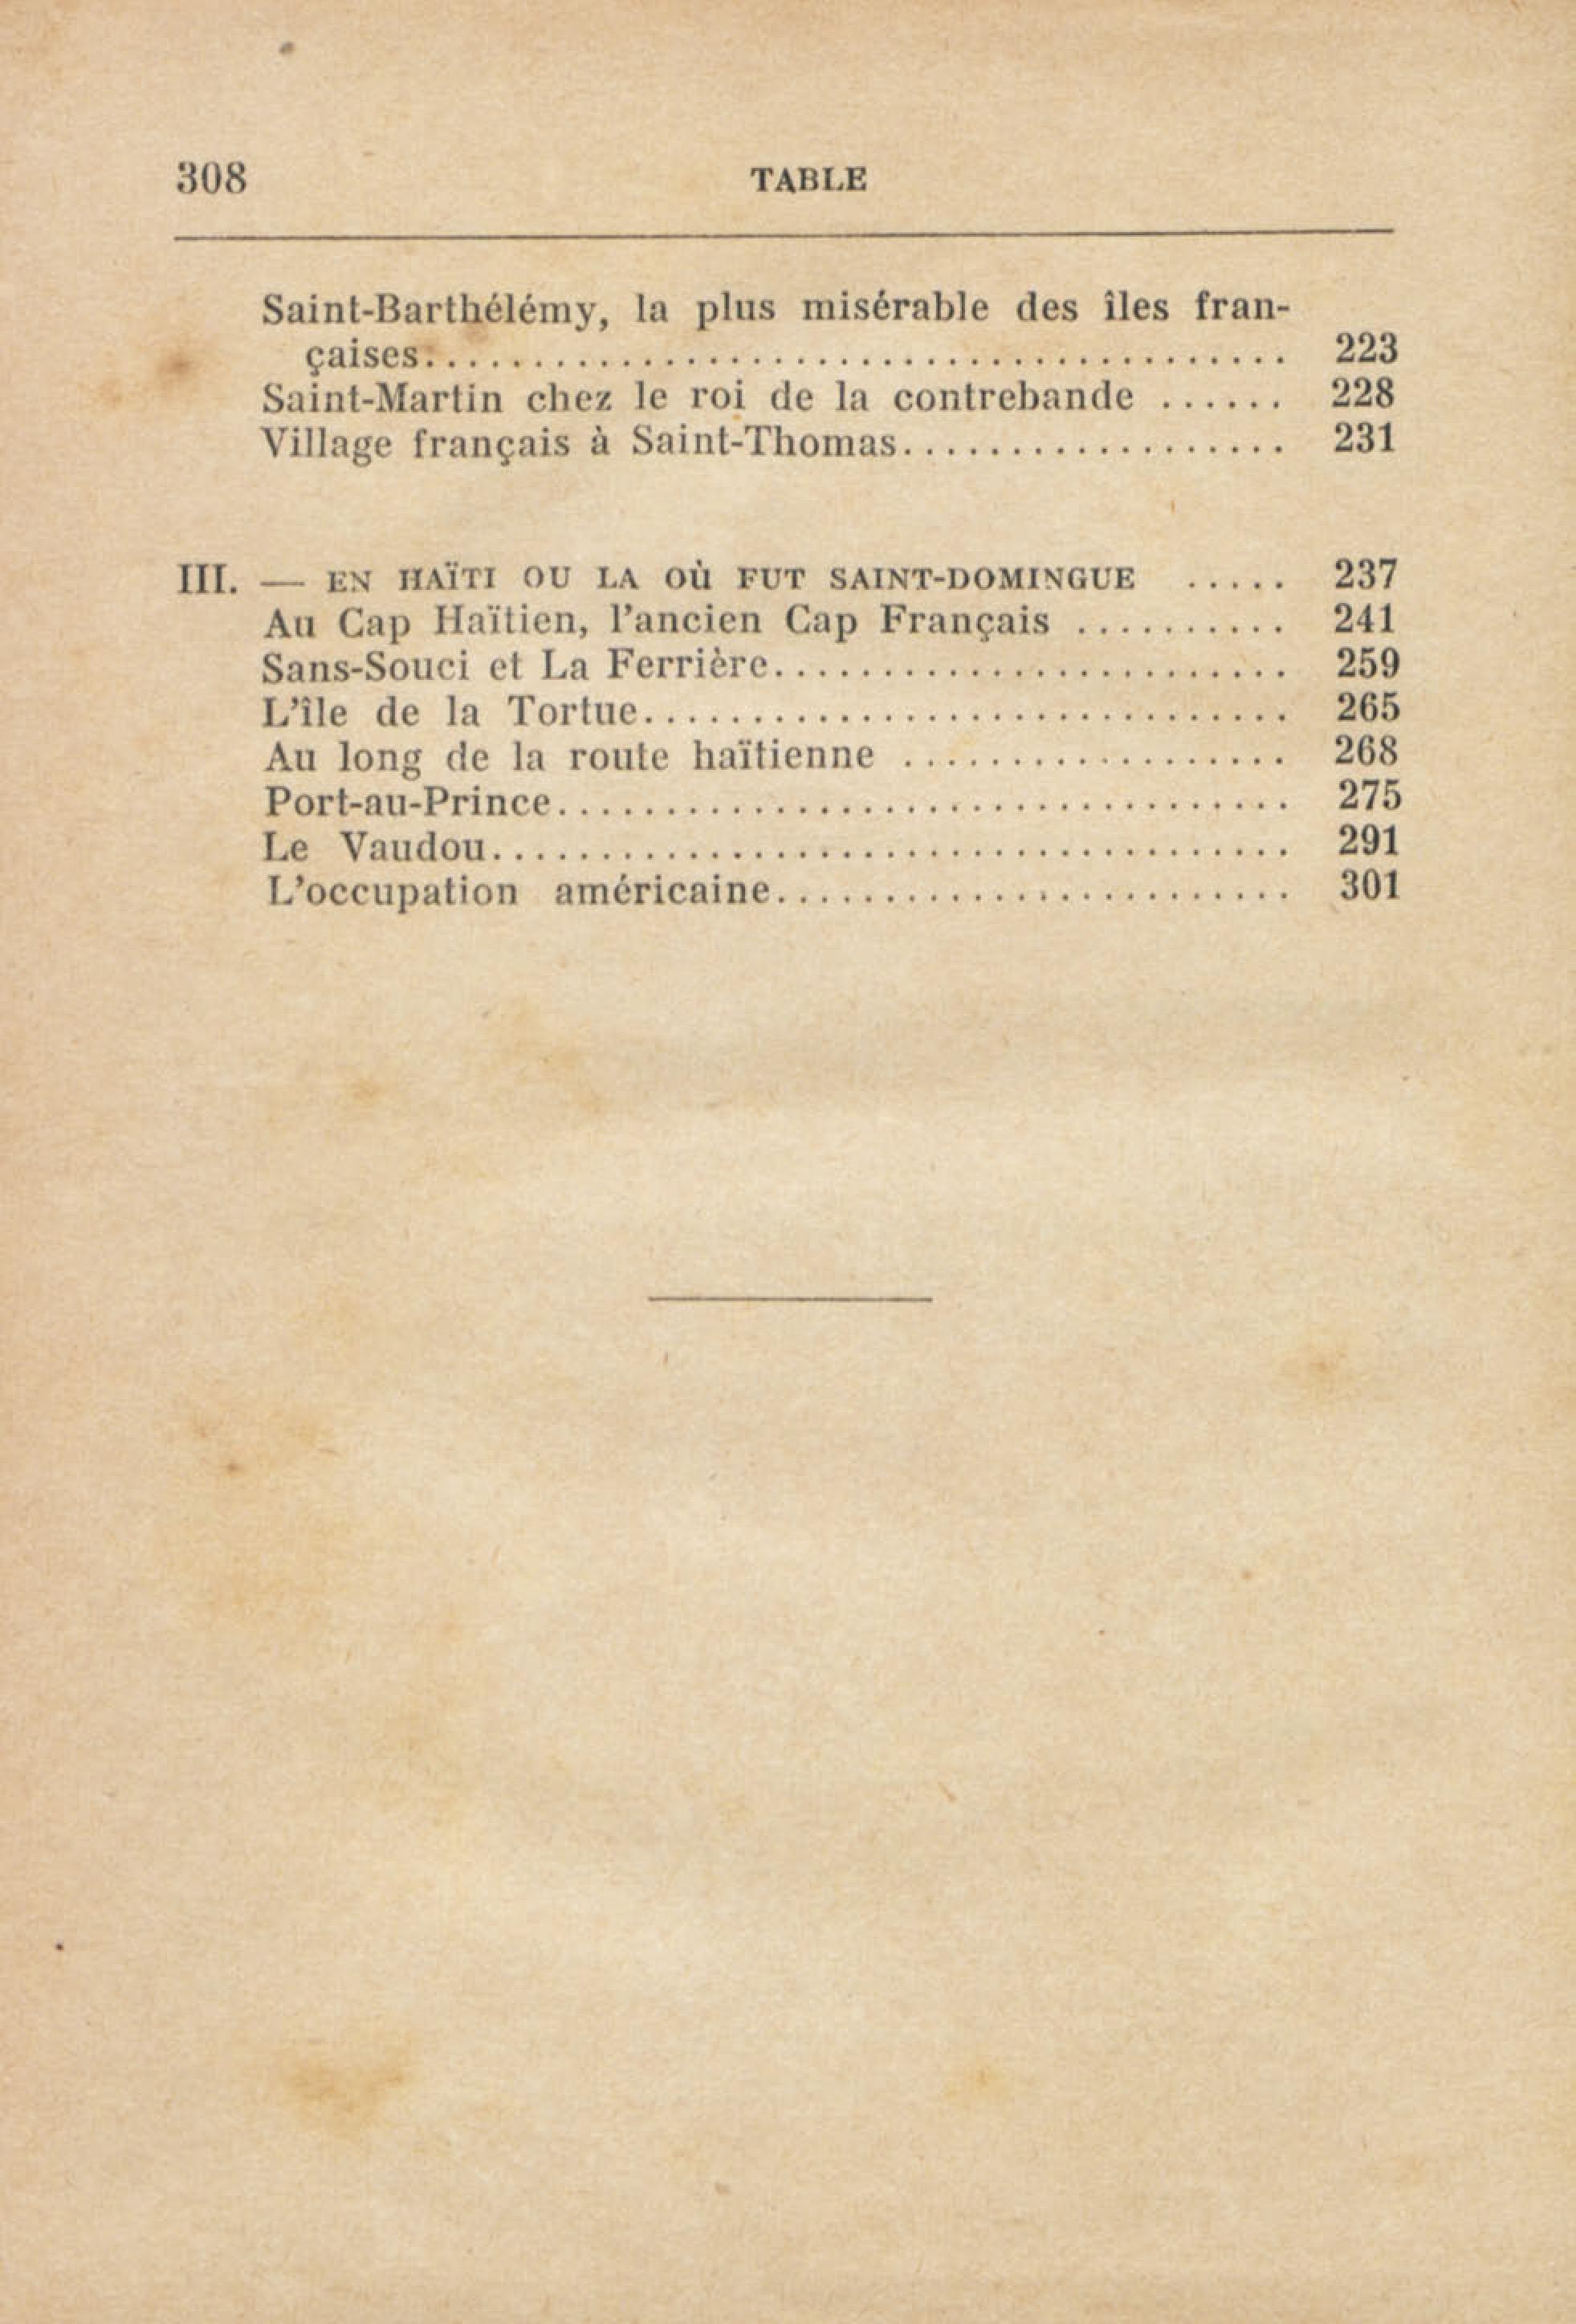 308 TABLE
Saint-Barthélémy, la plus misérable des îles fran-
çaises........................................ 223
Saint-Martin chez le roi de la contrebande ...... 228
Village français à Saint-Thomas.................. 231
III. — EN HAÏTI OU LA OÙ FUT SAINT-DOMINGUE ..... 237
Au Cap Haïtien, l'ancien Cap Français .......... 241
Sans-Souci et La Ferrière........................ 259
L'île de la Tortue.............................. 265
Au long de la route haïtienne .................. 268
Port-au-Prince.................................. 275
Le Vaudou..................................... 291
L'occupation américaine........................ 301